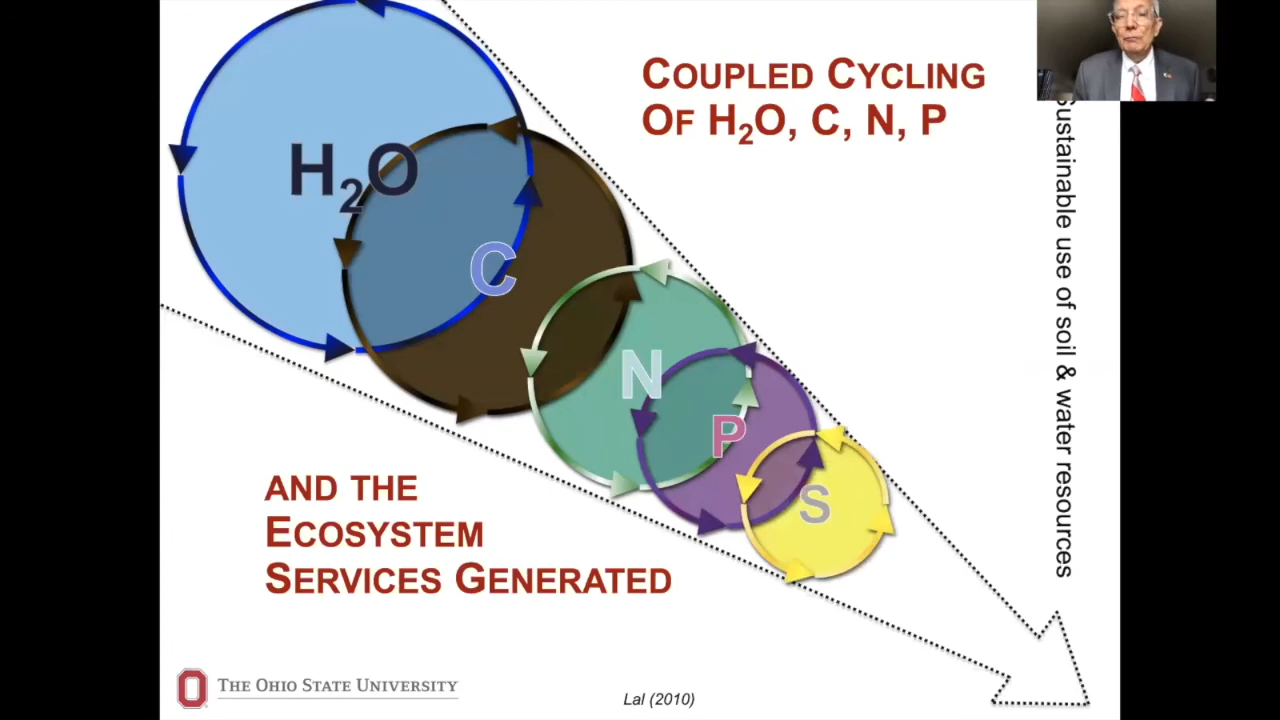 COUPLED CYCLING
OF H₂O, C, N, P
H₂O
C
N
P
S
AND THE
ECOSYSTEM
SERVICES GENERATED
Sustainable use of soil & water resources
THE OHIO STATE UNIVERSITY
Lal (2010)